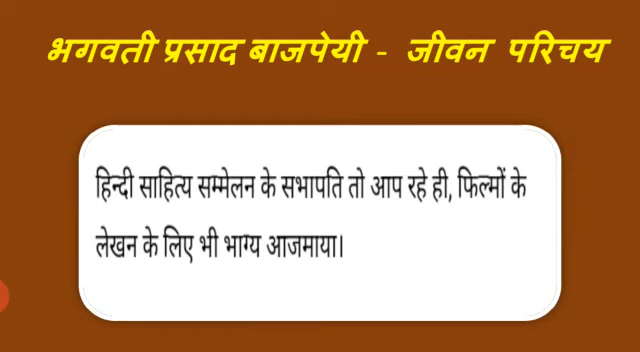 भगवती प्रसाद बाजपेयी - जीवन परिचय
हिन्दी साहित्य सम्मेलन के सभापति तो आप रहे ही, फिल्मों के
लेखन के लिए भी भाग्य आजमाया।